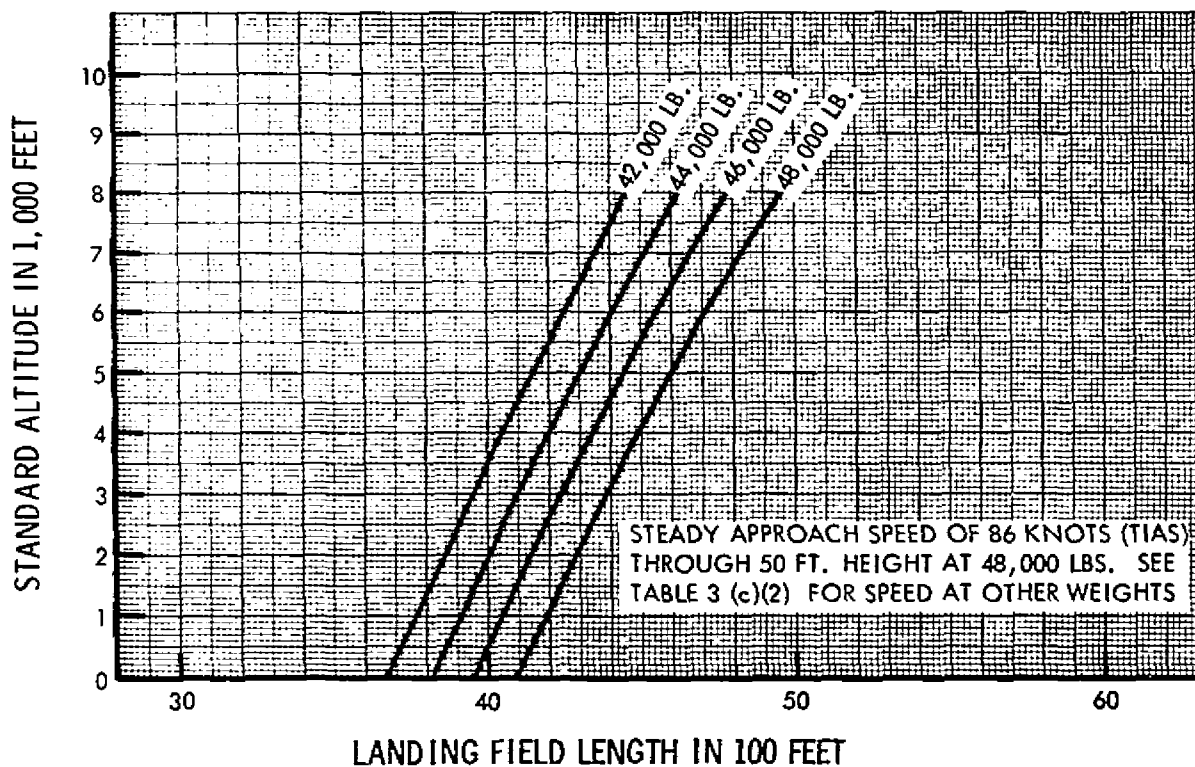 STANDARD ALTITUDE IN 1,000 FEET
10
9
8
7
6
5
4
3
2
1
0
42,000 LB.
44,000 LB.
46,000 LB.
48,000 LB.
STEADY APPROACH SPEED OF 86 KNOTS (TIAS)
THROUGH 50 FT. HEIGHT AT 48,000 LBS. SEE
TABLE 3 (c)(2) FOR SPEED AT OTHER WEIGHTS
30
40
50
60
LANDING FIELD LENGTH IN 100 FEET